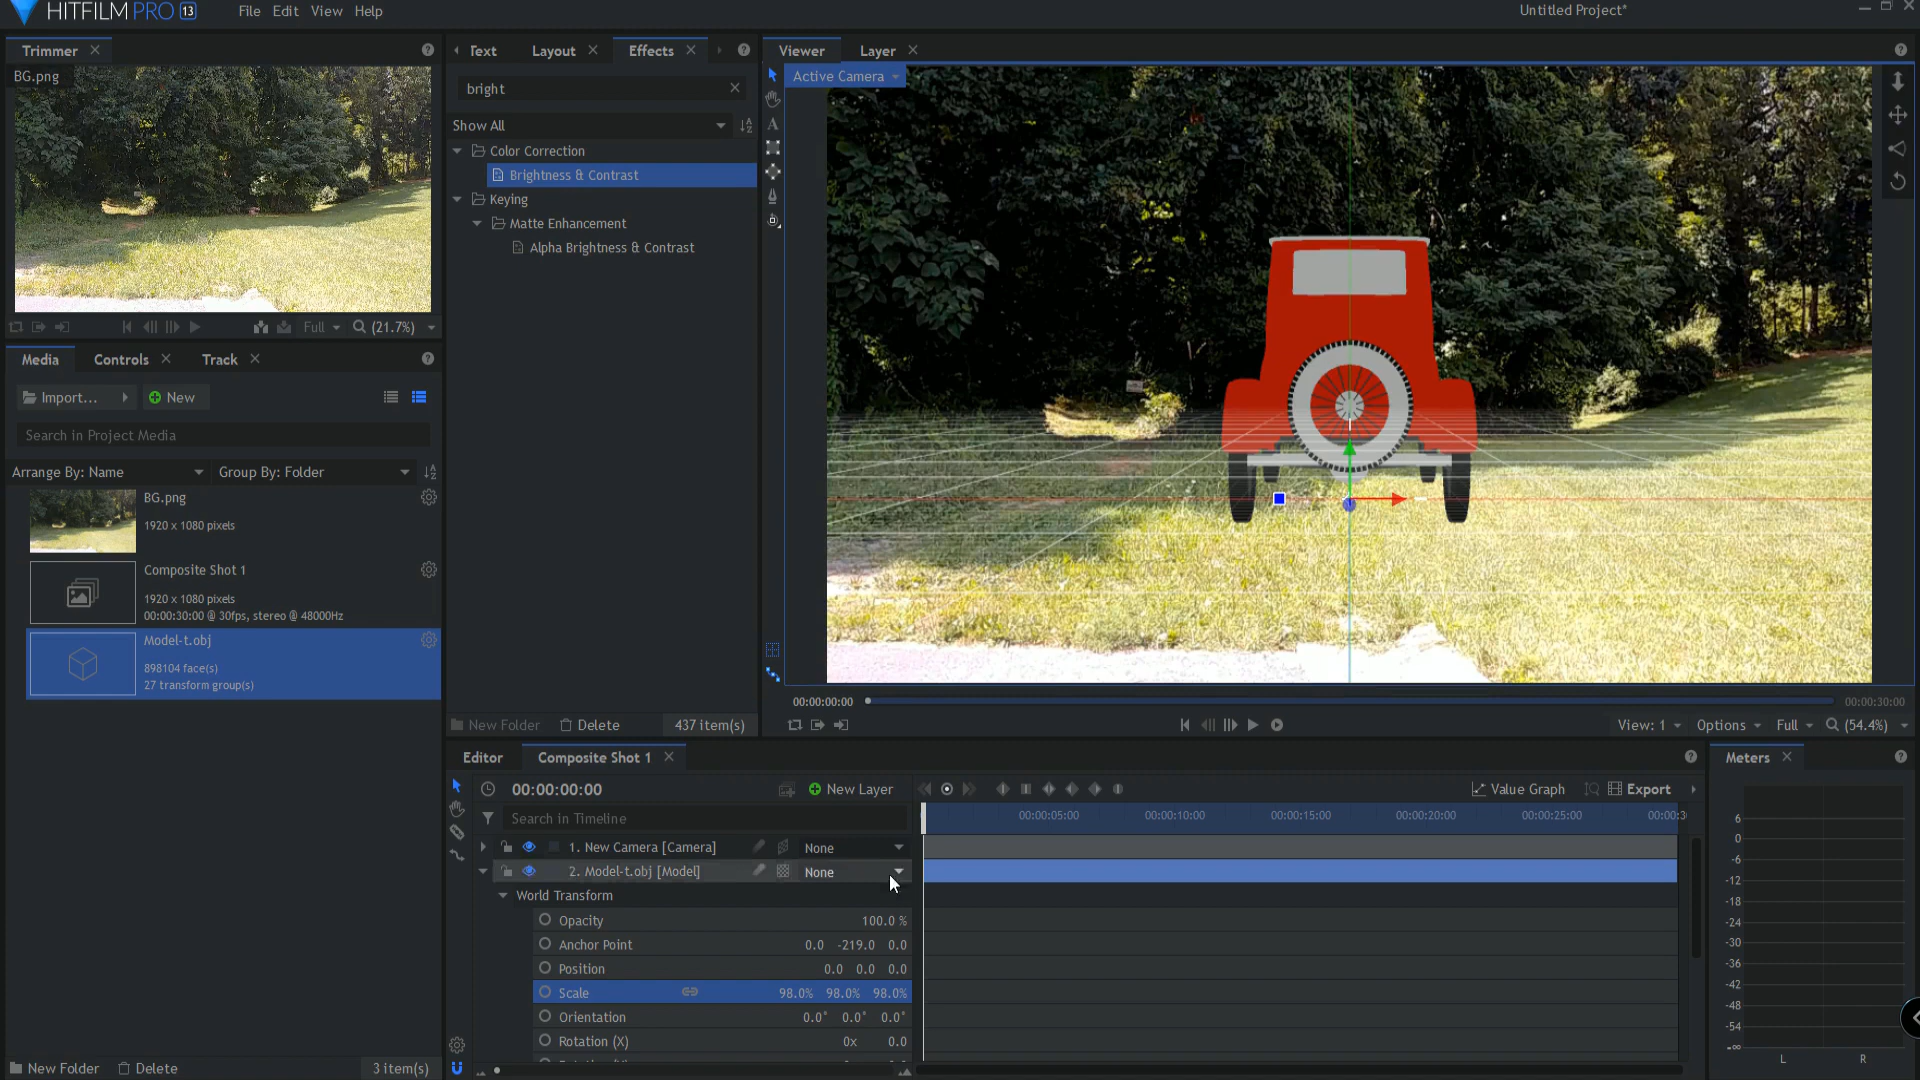 HITFILM PRO 13
File Edit View Help
Untitled Project*
Trimmer
BG.png
Full
(21.7%)
Text Layout Effects
bright
Show All
Color Correction
Brightness & Contrast
Keying
Matte Enhancement
Alpha Brightness & Contrast
New Folder Delete 437 item(s)
Viewer Layer
Active Camera
00:00:00:00
00:00:30:00
View: 1 Options Full (54.4%)
Media Controls Track
Import... New
Search in Project Media
Arrange By: Name Group By: Folder
BG.png
1920 x 1080 pixels
Composite Shot 1
1920 x 1080 pixels
00:00:30:00 @ 30fps, stereo @ 48000Hz
Model-t.obj
898104 face(s)
27 transform group(s)
New Folder Delete 3 item(s)
Editor Composite Shot 1
00:00:00:00 New Layer
Value Graph Export
Search in Timeline
00:00:05:00 00:00:10:00 00:00:15:00 00:00:20:00 00:00:25:00 00:00:3
1. New Camera [Camera] None
2. Model-t.obj [Model] None
World Transform
Opacity 100.0 %
Anchor Point 0.0 -219.0 0.0
Position 0.0 0.0 0.0
Scale 98.0% 98.0% 98.0%
Orientation 0.0° 0.0° 0.0°
Rotation (X) 0x 0.0
Meters
6
0
-6
-12
-18
-24
-30
-36
-42
-48
-54
-∞
L R